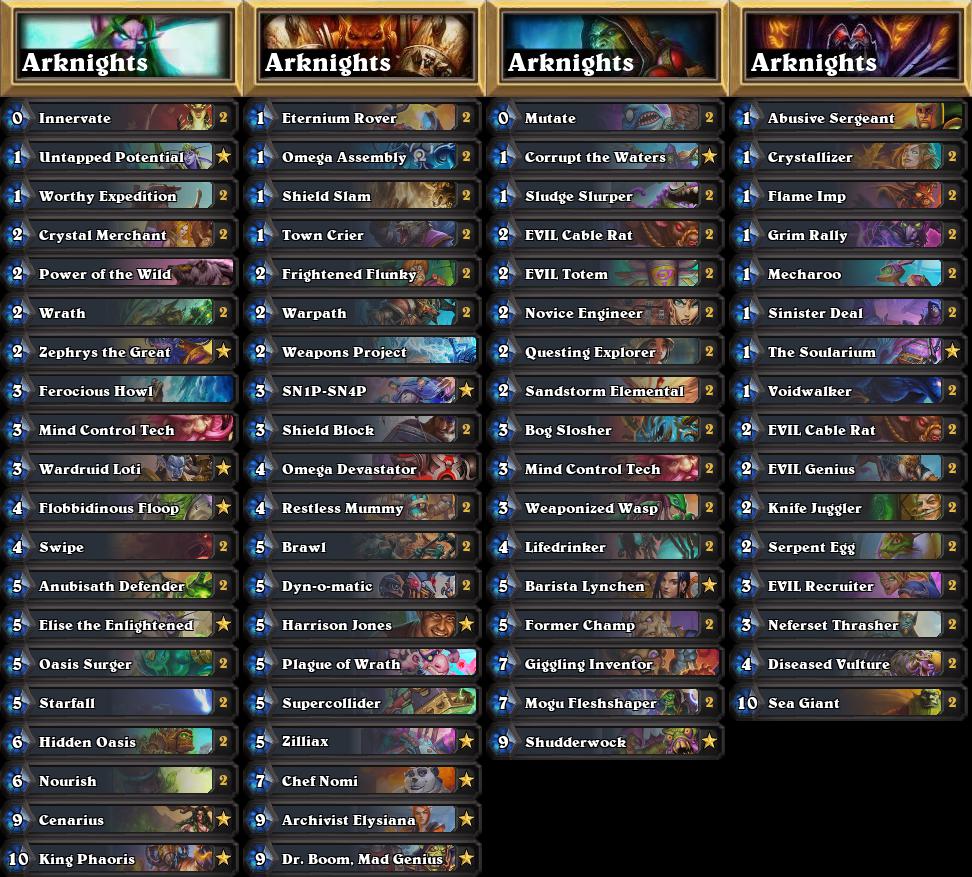 Arknights
0 Innervate 2
1 Untapped Potential
1 Worthy Expedition 2
2 Crystal Merchant 2
2 Power of the Wild
2 Wrath 2
2 Zephrys the Great
3 Ferocious Howl
3 Mind Control Tech
3 Wardruid Loti
4 Flobbidinous Floop
4 Swipe 2
5 Anubisath Defender 2
5 Elise the Enlightened
5 Oasis Surger 2
5 Starfall 2
6 Hidden Oasis 2
6 Nourish 2
9 Cenarius
10 King Phaoris
Arknights
1 Eternium Rover 2
1 Omega Assembly 2
1 Shield Slam 2
1 Town Crier 2
2 Frightened Flunky 2
2 Warpath 2
2 Weapons Project
3 SN1P-SN4P
3 Shield Block 2
4 Omega Devastator
4 Restless Mummy 2
5 Brawl 2
5 Dyn-o-matic 2
5 Harrison Jones
5 Plague of Wrath
5 Supercollider
5 Zilliax
7 Chef Nomi
9 Archivist Elysiana
9 Dr. Boom, Mad Genius
Arknights
0 Mutate 2
1 Corrupt the Waters
1 Sludge Slurper 2
2 EVIL Cable Rat 2
2 EVIL Totem 2
2 Novice Engineer 2
2 Questing Explorer 2
2 Sandstorm Elemental 2
3 Bog Slosher 2
3 Mind Control Tech 2
3 Weaponized Wasp 2
4 Lifedrinker 2
5 Barista Lynchen
5 Former Champ 2
7 Giggling Inventor
7 Mogu Fleshshaper 2
9 Shudderwock
Arknights
1 Abusive Sergeant 2
1 Crystallizer 2
1 Flame Imp 2
1 Grim Rally 2
1 Mecharoo 2
1 Sinister Deal 2
1 The Soularium
1 Voidwalker 2
2 EVIL Cable Rat 2
2 EVIL Genius 2
2 Knife Juggler 2
2 Serpent Egg 2
3 EVIL Recruiter 2
3 Neferset Thrasher 2
4 Diseased Vulture 2
10 Sea Giant 2